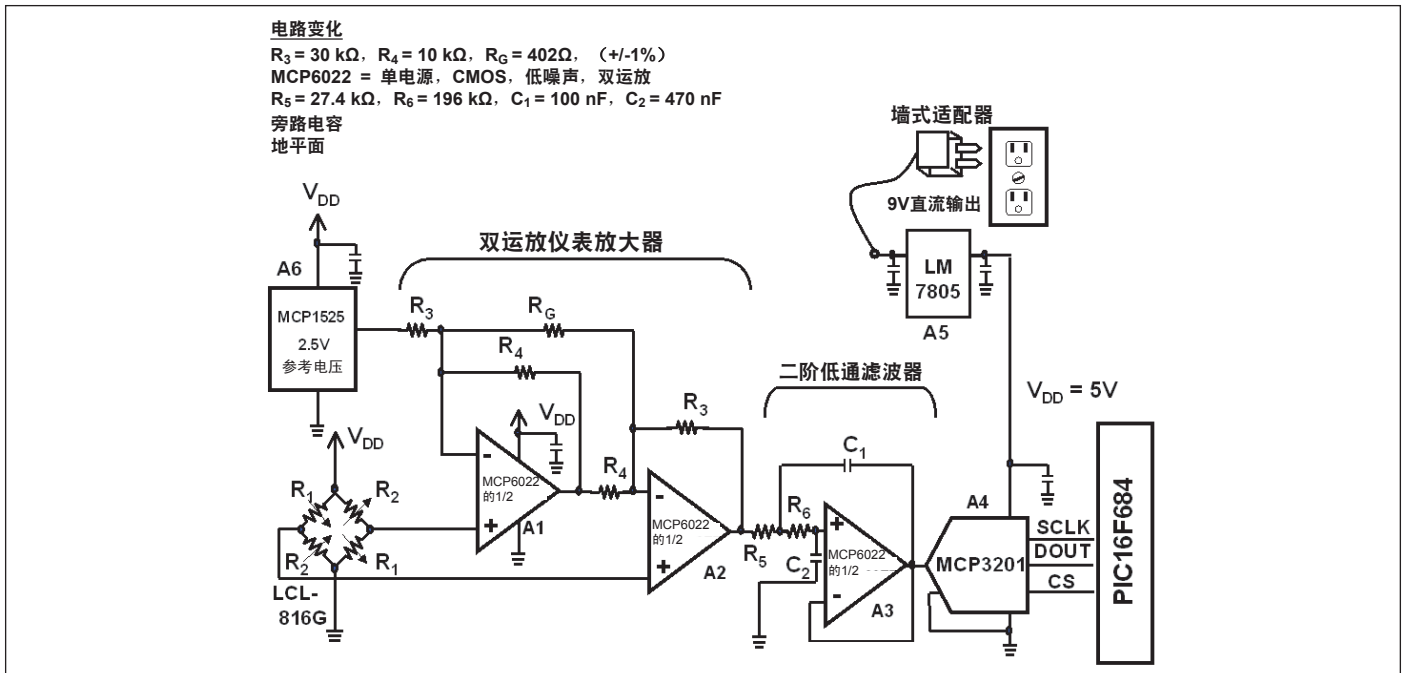 电路变化
R3 = 30 kΩ，R4 = 10 kΩ，RG = 402Ω，（+/-1%）
MCP6022 = 单电源，CMOS，低噪声，双运放
R5 = 27.4 kΩ，R6 = 196 kΩ，C1 = 100 nF，C2 = 470 nF
旁路电容
地平面
墙式适配器
9V直流输出
LM
7805
A5
VDD
A6
MCP1525
2.5V
参考电压
双运放仪表放大器
R3
RG
R4
VDD
MCP6022
的1/2
-
+
A1
R4
R3
MCP6022
的1/2
-
+
A2
VDD
R1
R2
R2
R1
LCL-
816G
二阶低通滤波器
C1
R5
R6
C2
MCP6022
的1/2
+
-
A3
VDD = 5V
A4
MCP3201
SCLK
DOUT
CS
PIC16F684